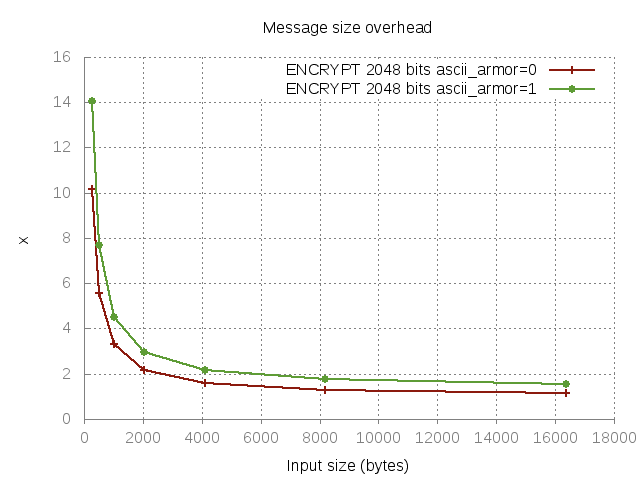 Message size overhead
16
14
12
10
8
6
4
2
0
x
ENCRYPT 2048 bits ascii_armor=0
ENCRYPT 2048 bits ascii_armor=1
0 2000 4000 6000 8000 10000 12000 14000 16000 18000
Input size (bytes)